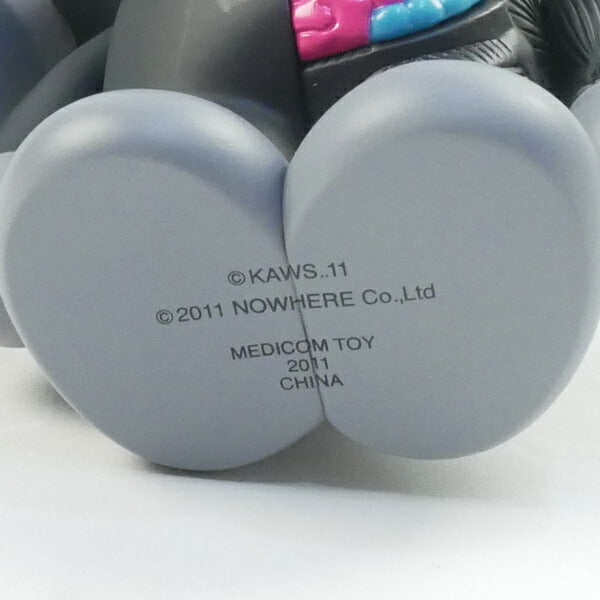 ©KAWS..11
©2011 NOWHERE Co.,Ltd
MEDICOM TOY
2011
CHINA